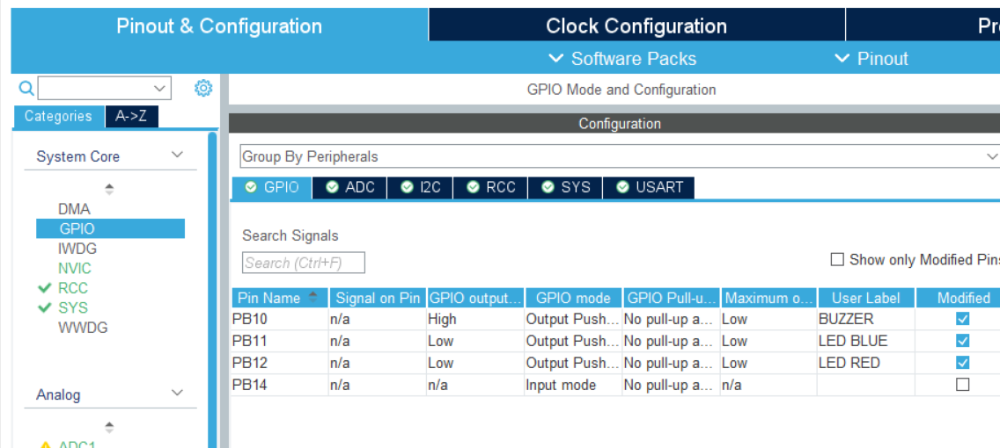 Pinout & Configuration
Clock Configuration
Software Packs
Pinout
GPIO Mode and Configuration
Categories
A->Z
Configuration
System Core
Group By Peripherals
GPIO
ADC
I2C
RCC
SYS
USART
DMA
GPIO
IWDG
NVIC
RCC
SYS
WWDG
Analog
ADC1
Search Signals
Search (Ctrl+F)
Show only Modified Pins
Pin Name Signal on Pin GPIO output... GPIO mode GPIO Pull-u... Maximum o... User Label Modified
PB10 n/a High Output Push... No pull-up a... Low BUZZER
PB11 n/a Low Output Push... No pull-up a... Low LED BLUE
PB12 n/a Low Output Push... No pull-up a... Low LED RED
PB14 n/a n/a Input mode No pull-up a... n/a